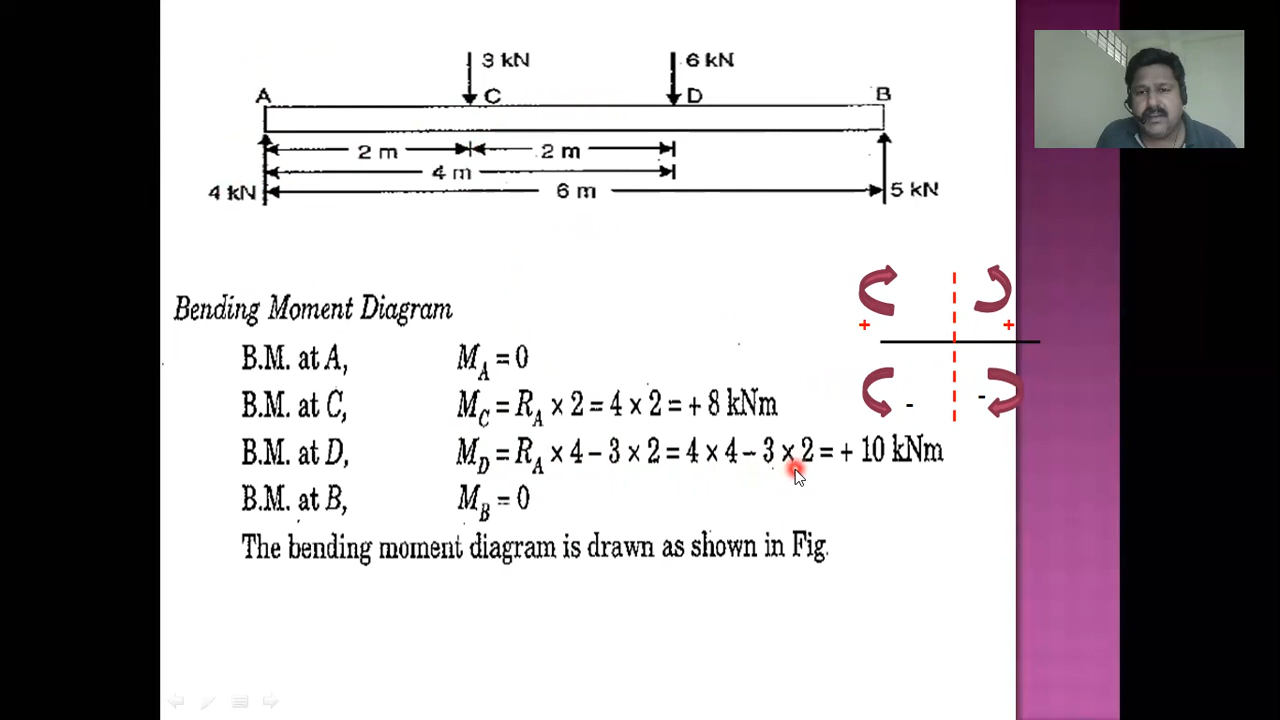 3 kN 6 kN
A C D B
2 m 2 m
4 m
4 kN 6 m 5 kN
Bending Moment Diagram
+ +
B.M. at A, M_A = 0
B.M. at C, M_C = R_A × 2 = 4 × 2 = + 8 kNm - -
B.M. at D, M_D = R_A × 4 – 3 × 2 = 4 × 4 – 3 × 2 = + 10 kNm
B.M. at B, M_B = 0
The bending moment diagram is drawn as shown in Fig.